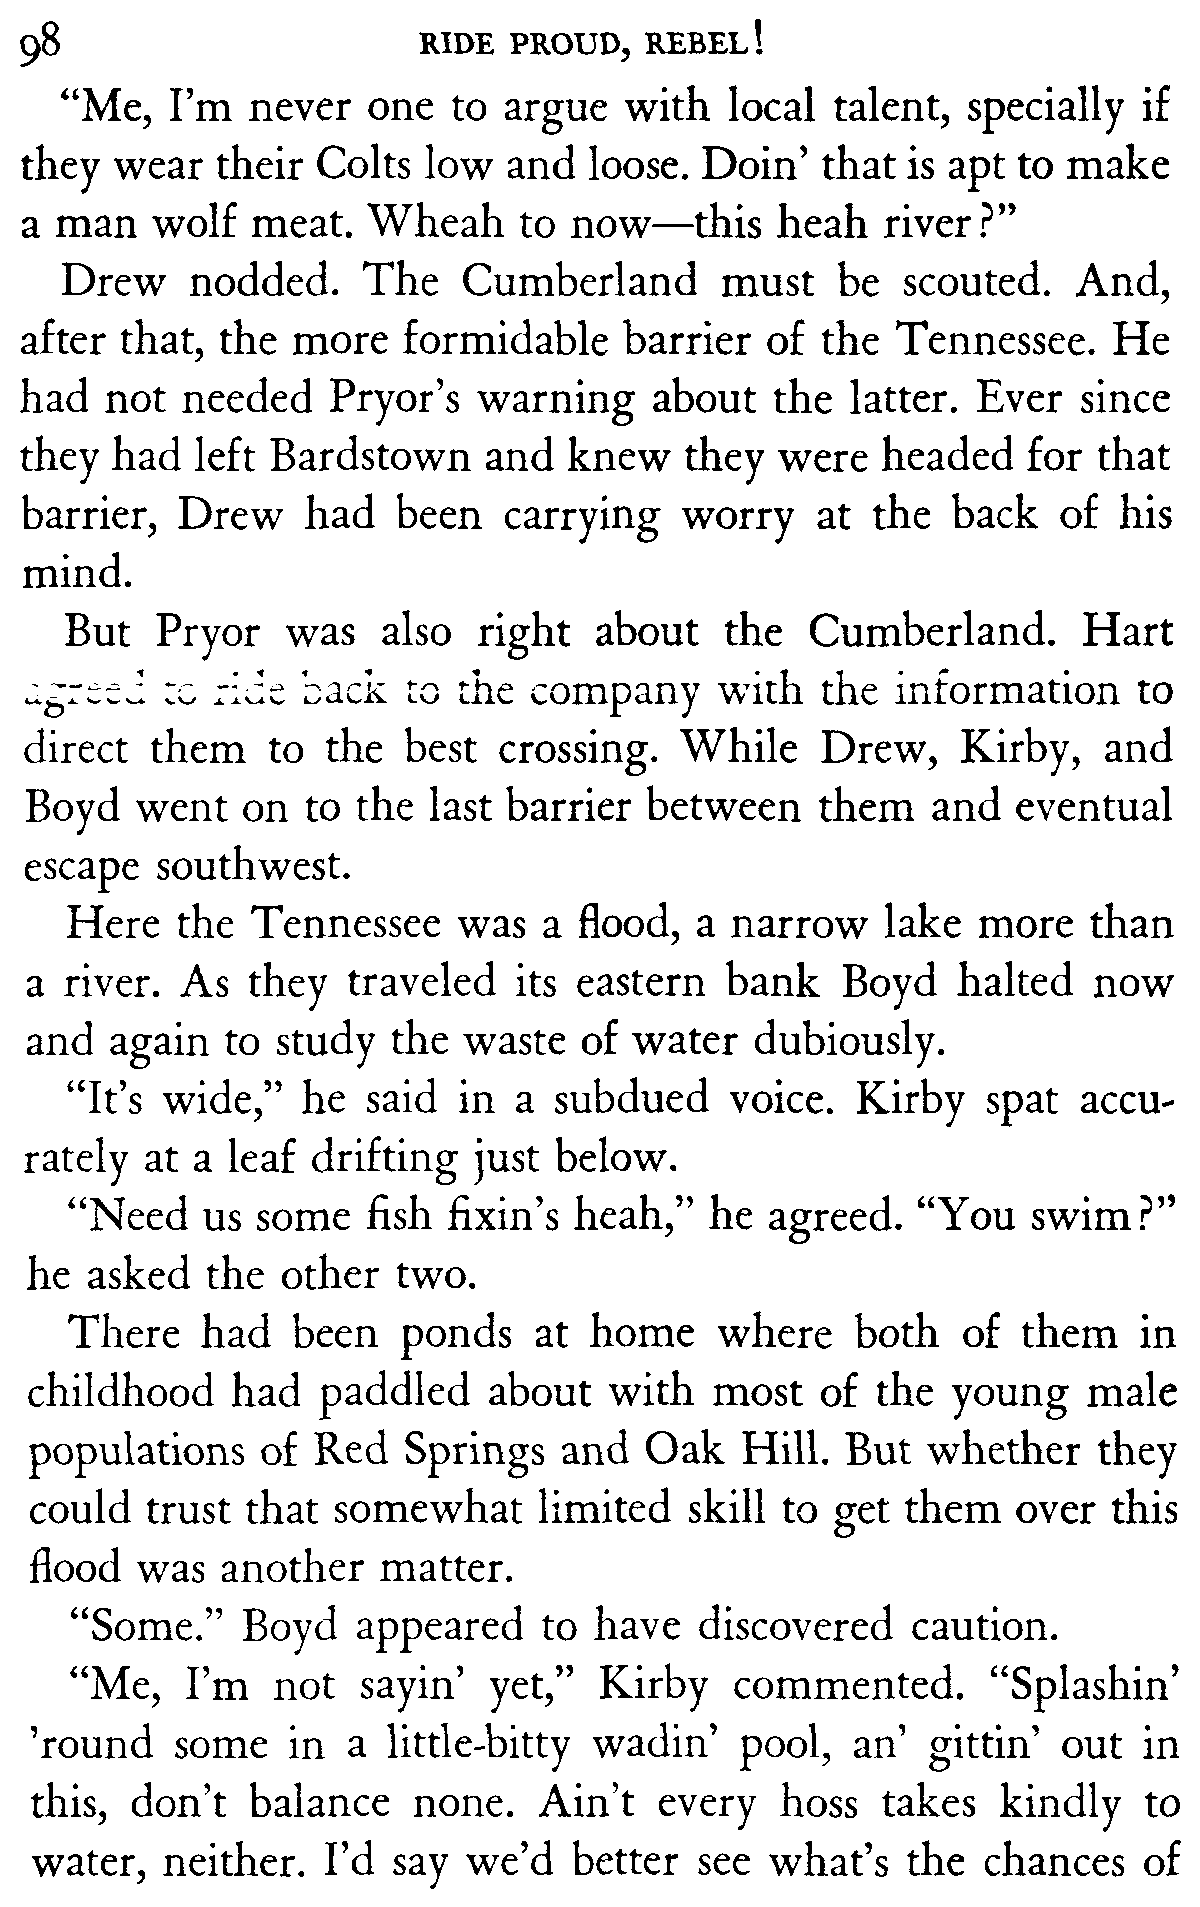 98 RIDE PROUD, REBEL!
“Me, I’m never one to argue with local talent, specially if
they wear their Colts low and loose. Doin’ that is apt to make
a man wolf meat. Wheah to now—this heah river?”
Drew nodded. The Cumberland must be scouted. And,
after that, the more formidable barrier of the Tennessee. He
had not needed Pryor’s warning about the latter. Ever since
they had left Bardstown and knew they were headed for that
barrier, Drew had been carrying worry at the back of his
mind.
But Pryor was also right about the Cumberland. Hart
agreed to ride back to the company with the information to
direct them to the best crossing. While Drew, Kirby, and
Boyd went on to the last barrier between them and eventual
escape southwest.
Here the Tennessee was a flood, a narrow lake more than
a river. As they traveled its eastern bank Boyd halted now
and again to study the waste of water dubiously.
“It’s wide,” he said in a subdued voice. Kirby spat accu-
rately at a leaf drifting just below.
“Need us some fish fixin’s heah,” he agreed. “You swim?”
he asked the other two.
There had been ponds at home where both of them in
childhood had paddled about with most of the young male
populations of Red Springs and Oak Hill. But whether they
could trust that somewhat limited skill to get them over this
flood was another matter.
“Some.” Boyd appeared to have discovered caution.
“Me, I’m not sayin’ yet,” Kirby commented. “Splashin’
’round some in a little-bitty wadin’ pool, an’ gittin’ out in
this, don’t balance none. Ain’t every hoss takes kindly to
water, neither. I’d say we’d better see what’s the chances of